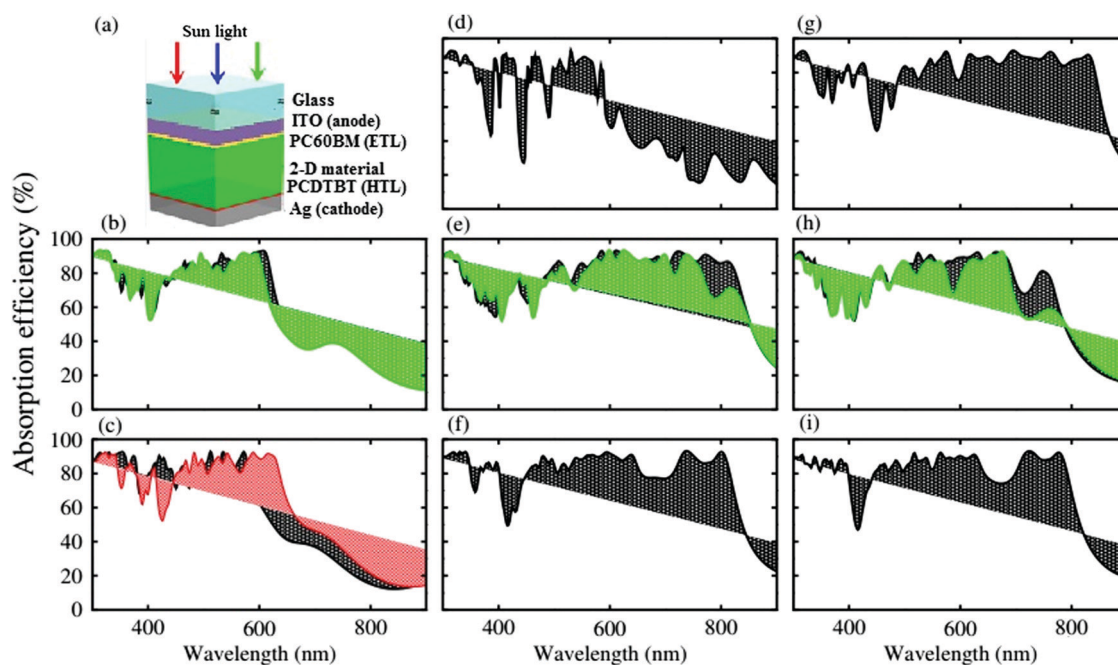 (a)
Sun light
Glass
ITO (anode)
PC60BM (ETL)
2-D material
PCDTBT (HTL)
Ag (cathode)
(d)
(g)
Absorption efficiency (%)
(b)
100
80
60
40
20
0
(e)
(h)
(c)
100
80
60
40
20
0
400 600 800
Wavelength (nm)
(f)
400 600 800
Wavelength (nm)
(i)
400 600 800
Wavelength (nm)